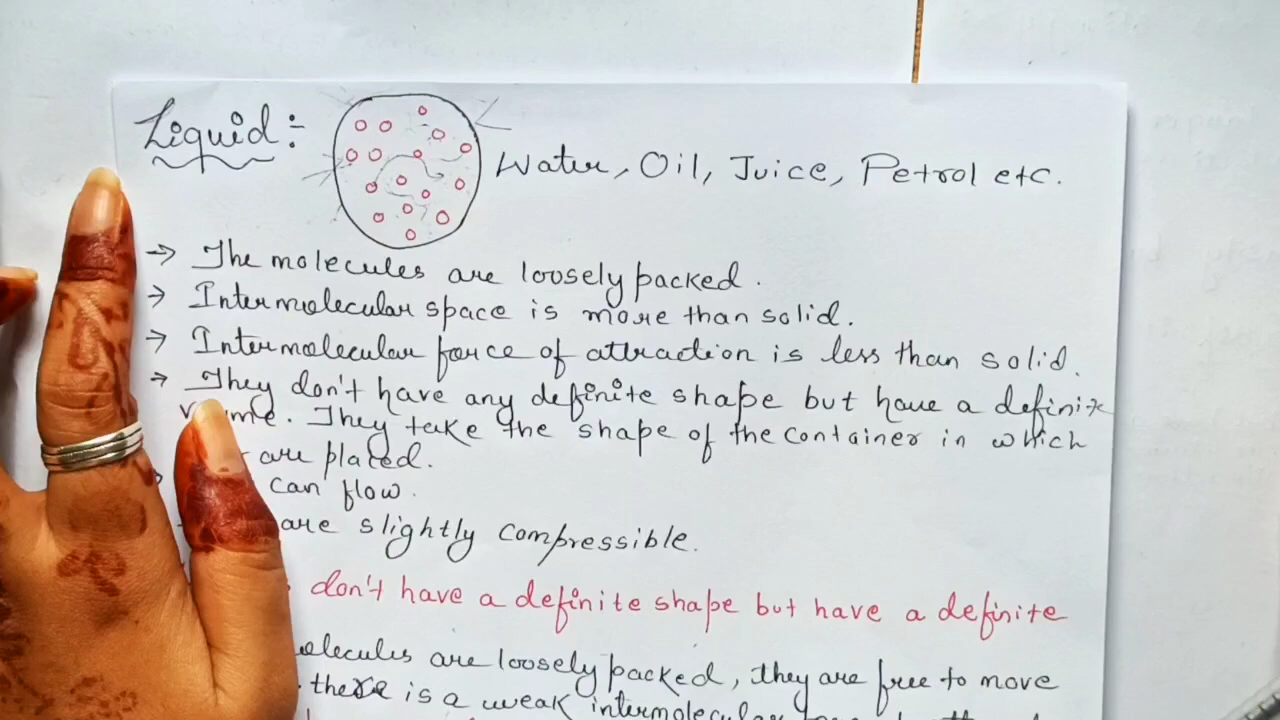 Liquid :-
Water, Oil, Juice, Petrol etc.
→ The molecules are loosely packed.
→ Intermolecular space is more than solid.
→ Intermolecular force of attraction is less than solid.
→ They don't have any definite shape but have a definite
. They take the shape of the container in which
are placed.
can flow.
are slightly compressible.
don't have a definite shape but have a definite
are loosely packed, they are free to move
there is a weak intermolecular